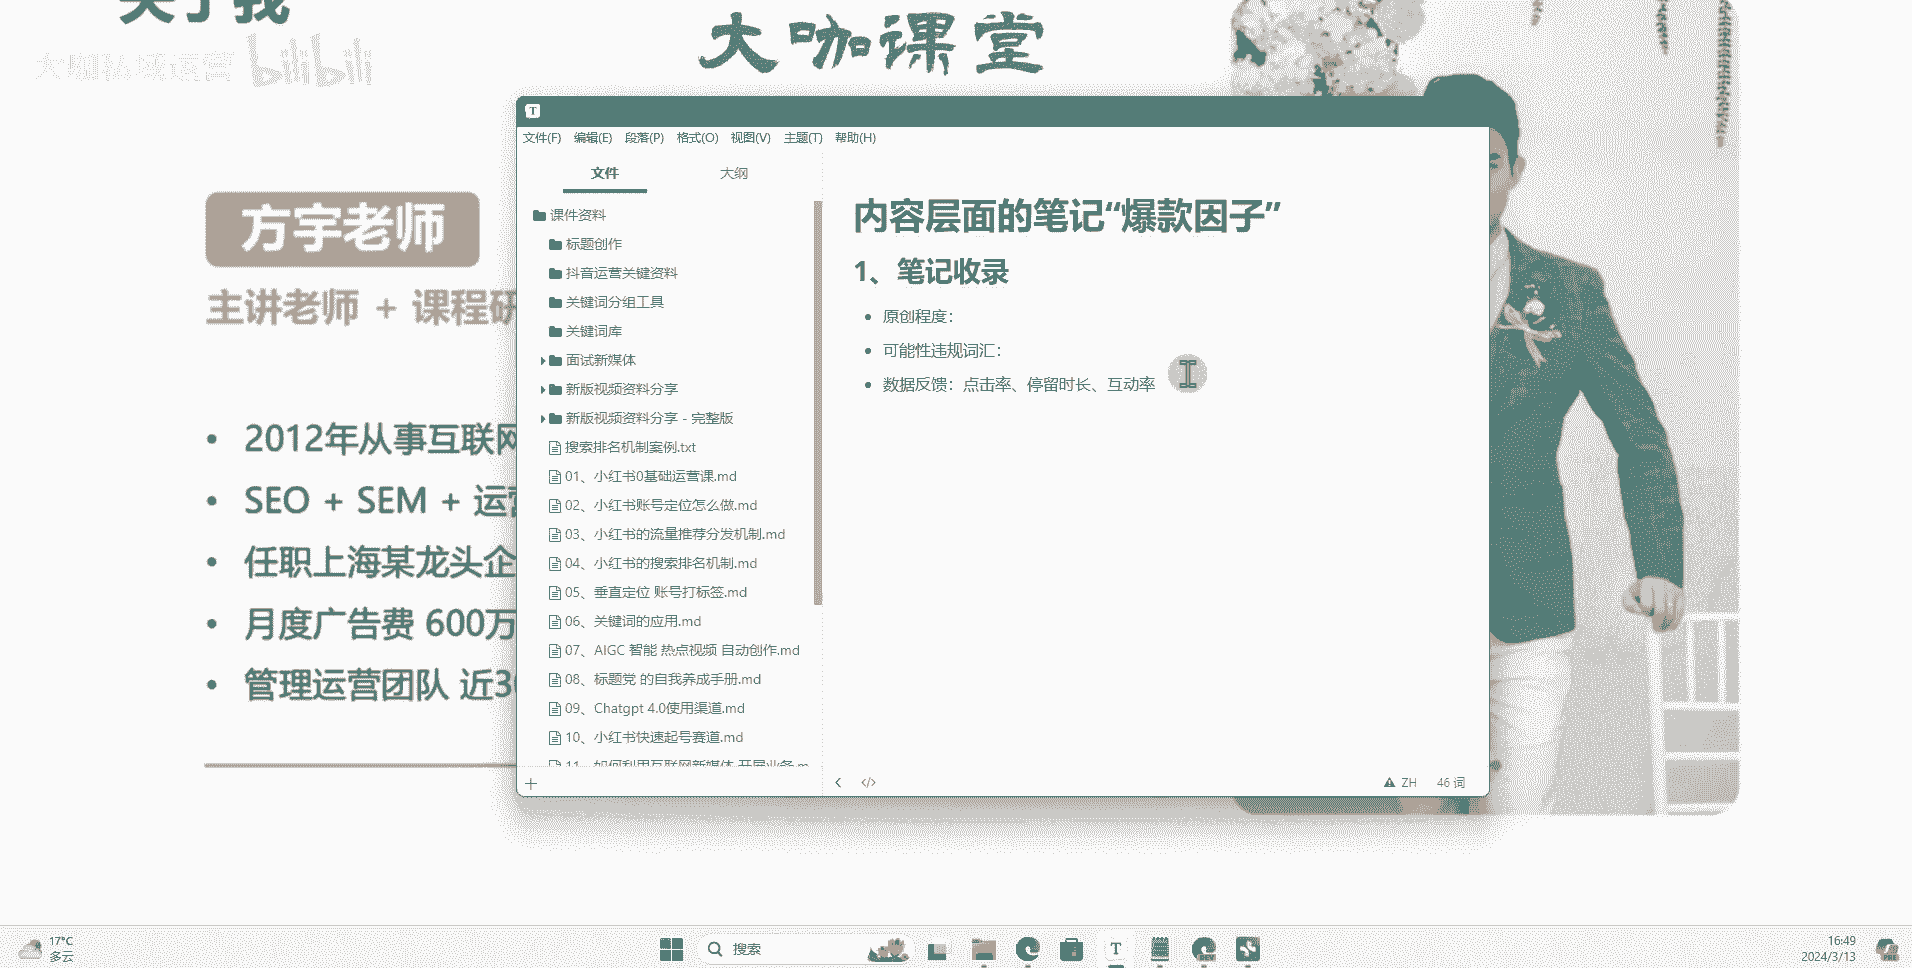 关于我
大咖私域运营 bilibili
大咖课堂
方宇老师
主讲老师 + 课程研
2012年从事互联网
SEO + SEM + 运营
任职上海某龙头企
月度广告费 600万
管理运营团队 近30
T
文件(F) 编辑(E) 段落(P) 格式(O) 视图(V) 主题(T) 帮助(H)
文件 大纲
课件资料
标题创作
抖音运营关键资料
关键词分组工具
关键词库
面试新媒体
新版视频资料分享
新版视频资料分享 - 完整版
搜索排名机制案例.txt
01、小红书0基础运营课.md
02、小红书账号定位怎么做.md
03、小红书的流量推荐分发机制.md
04、小红书的搜索排名机制.md
05、垂直定位 账号打标签.md
06、关键词的应用.md
07、AIGC 智能 热点视频 自动创作.md
08、标题党 的自我养成手册.md
09、Chatgpt 4.0使用渠道.md
10、小红书快速起号赛道.md
11、如何利用互联网新媒体 开展业务.m
内容层面的笔记“爆款因子”
1、笔记收录
原创程度：
可能性违规词汇：
数据反馈：点击率、停留时长、互动率
ZH 46 词
17°C
多云
搜索
T
16:49
2024/3/13